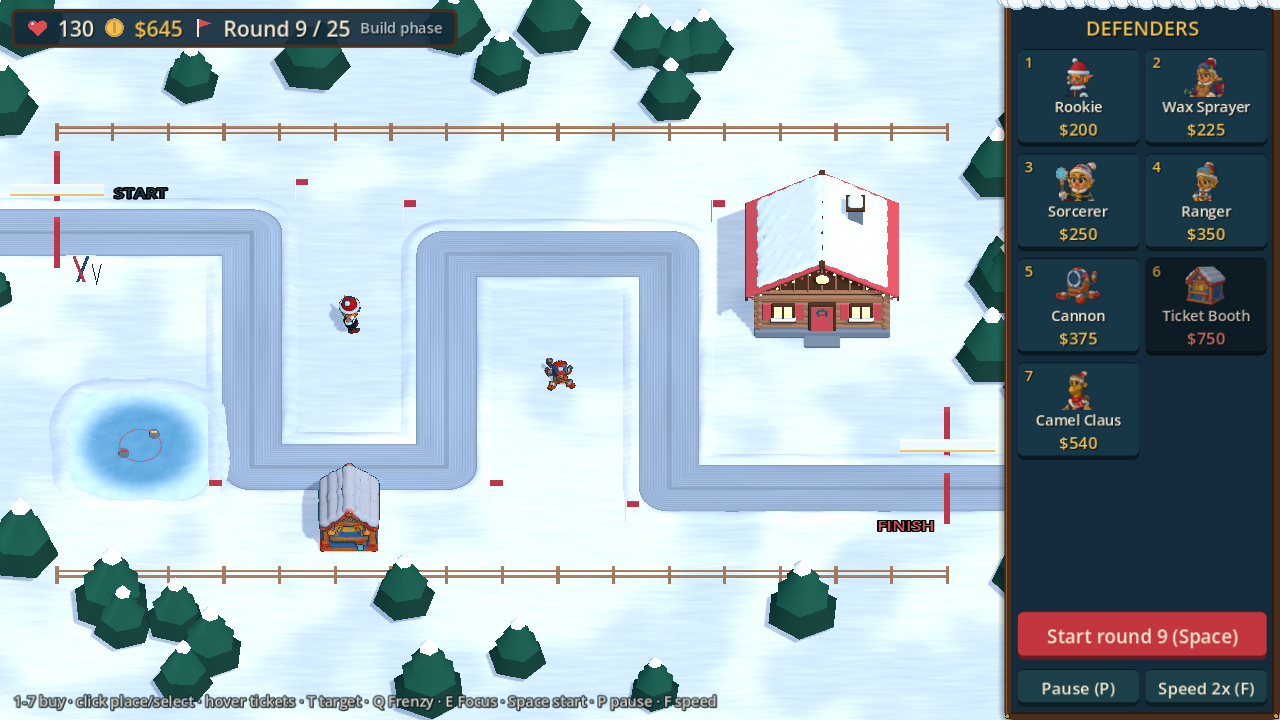 130 $645 Round 9 / 25 Build phase
START
FINISH
1-7 buy · click place/select · hover tickets · T target · Q Frenzy · E Focus · Space start · P pause · F speed
DEFENDERS
1
Rookie
$200
2
Wax Sprayer
$225
3
Sorcerer
$250
4
Ranger
$350
5
Cannon
$375
6
Ticket Booth
$750
7
Camel Claus
$540
Start round 9 (Space)
Pause (P)
Speed 2x (F)